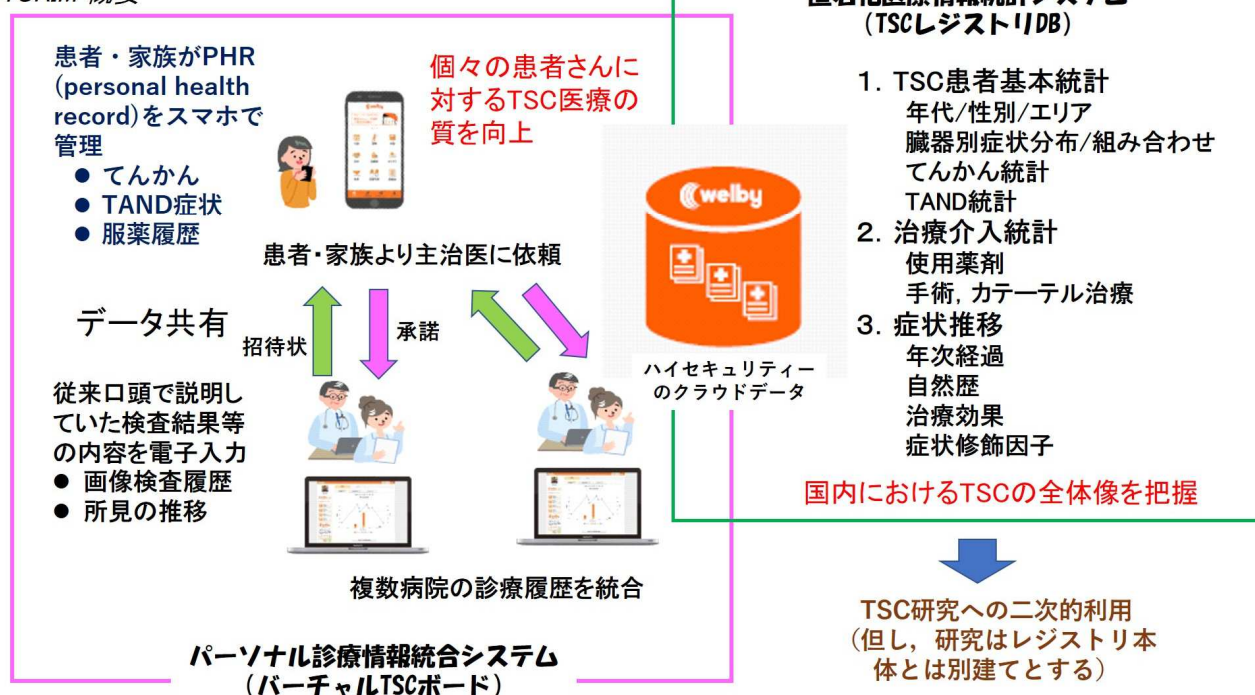 概要
患者・家族がPHR
(personal health
record)をスマホで
管理
● てんかん
● TAND症状
● 服薬履歴
個々の患者さんに
対するTSC医療の
質を向上
welby
患者・家族より主治医に依頼
データ共有
招待状
承諾
従来口頭で説明し
ていた検査結果等
の内容を電子入力
● 画像検査履歴
● 所見の推移
複数病院の診療履歴を統合
パーソナル診療情報統合システム
（バーチャルTSCボード）
welby
ハイセキュリティー
のクラウドデータ
（TSCレジストリDB）
1. TSC患者基本統計
年代/性別/エリア
臓器別症状分布/組み合わせ
てんかん統計
TAND統計
2. 治療介入統計
使用薬剤
手術, カテーテル治療
3. 症状推移
年次経過
自然歴
治療効果
症状修飾因子
国内におけるTSCの全体像を把握
TSC研究への二次的利用
（但し，研究はレジストリ本
体とは別建てとする）